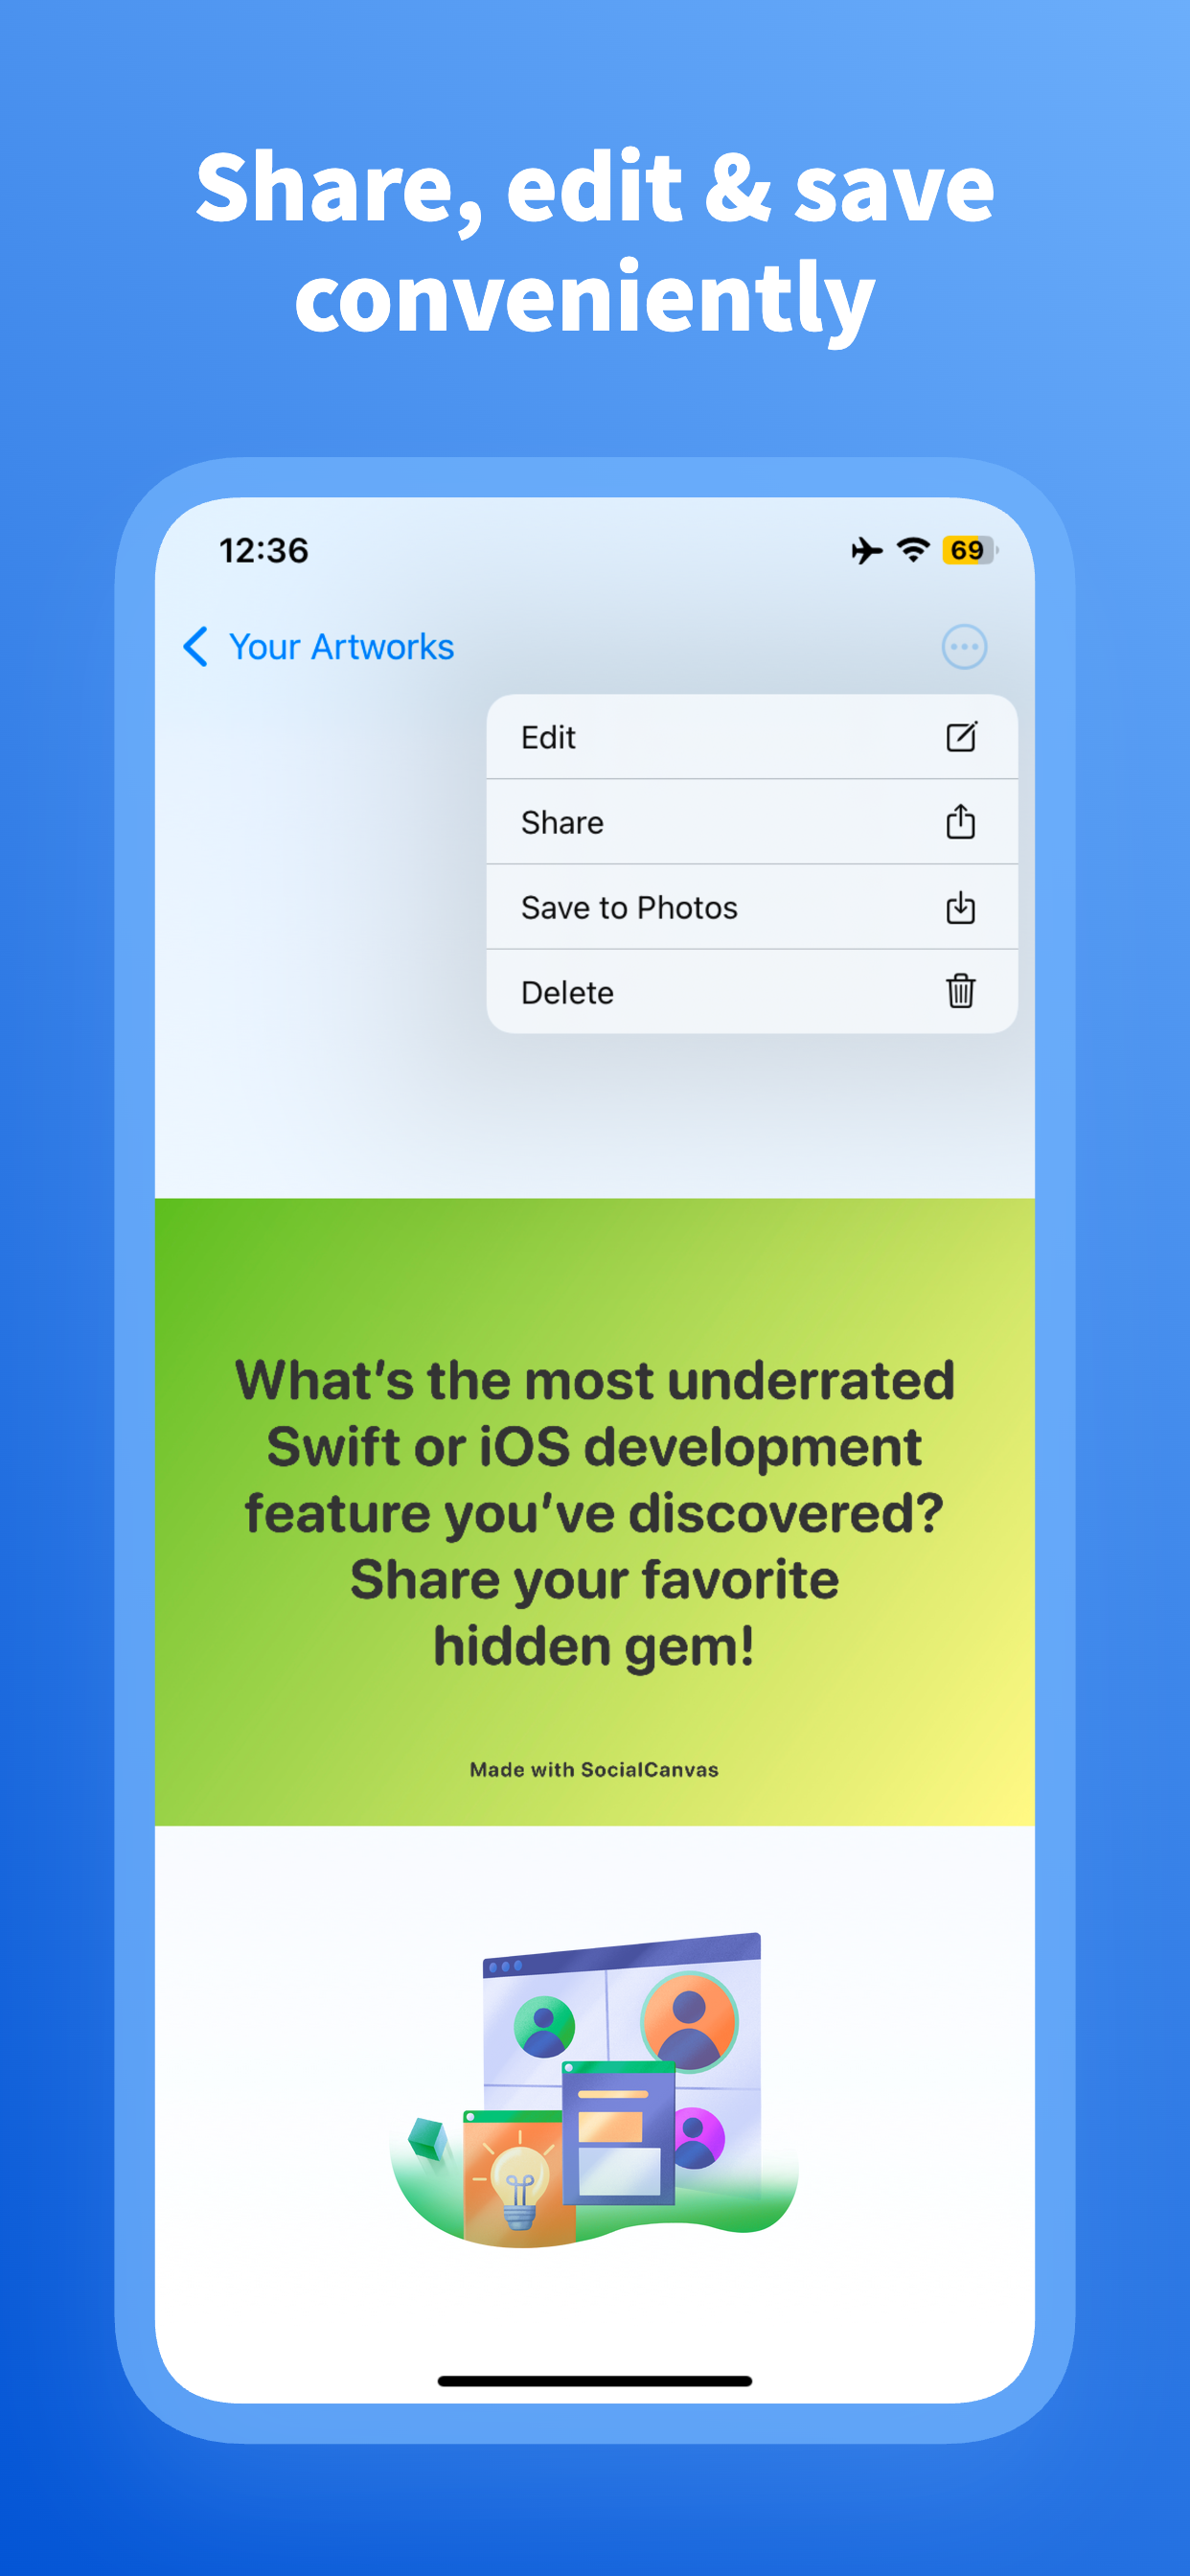 Share, edit & save
conveniently
12:36
69
Your Artworks
Edit
Share
Save to Photos
Delete
What's the most underrated
Swift or iOS development
feature you've discovered?
Share your favorite
hidden gem!
Made with SocialCanvas